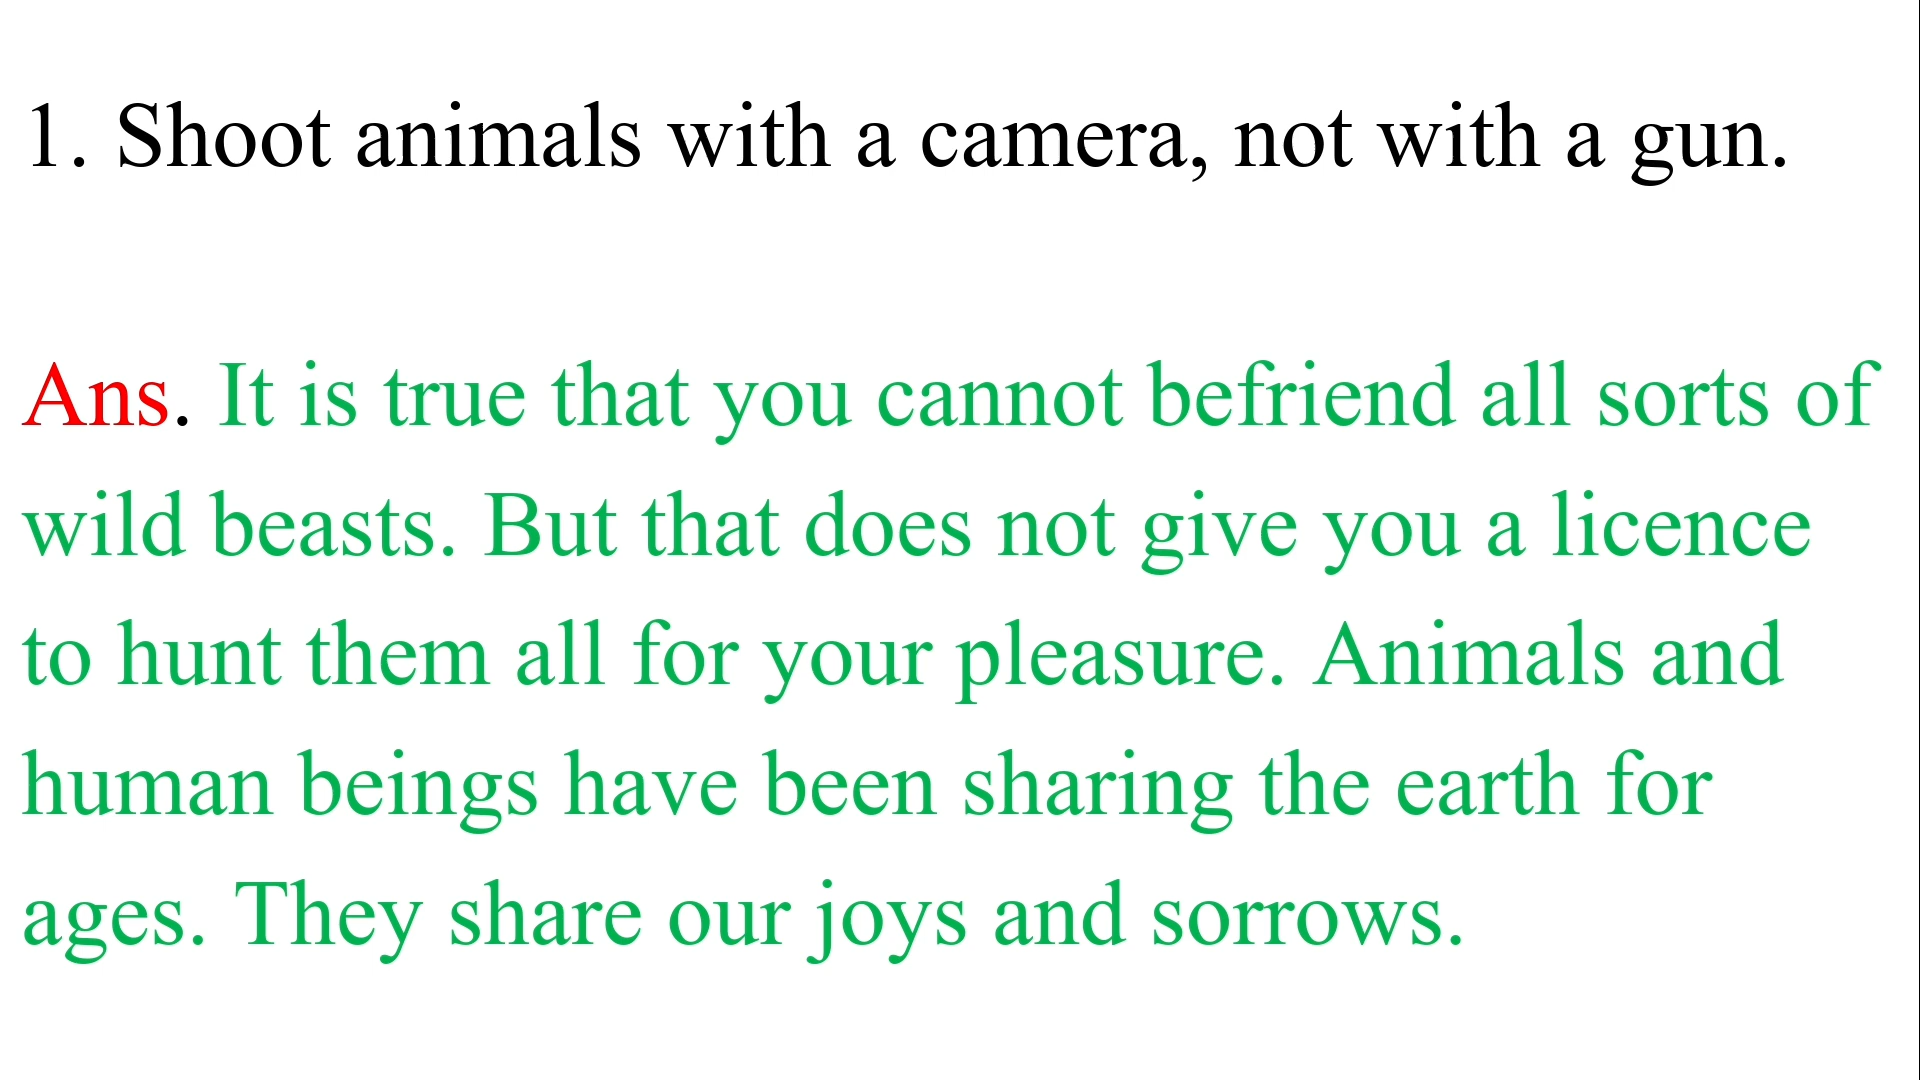 1. Shoot animals with a camera, not with a gun.
Ans. It is true that you cannot befriend all sorts of
wild beasts. But that does not give you a licence
to hunt them all for your pleasure. Animals and
human beings have been sharing the earth for
ages. They share our joys and sorrows.